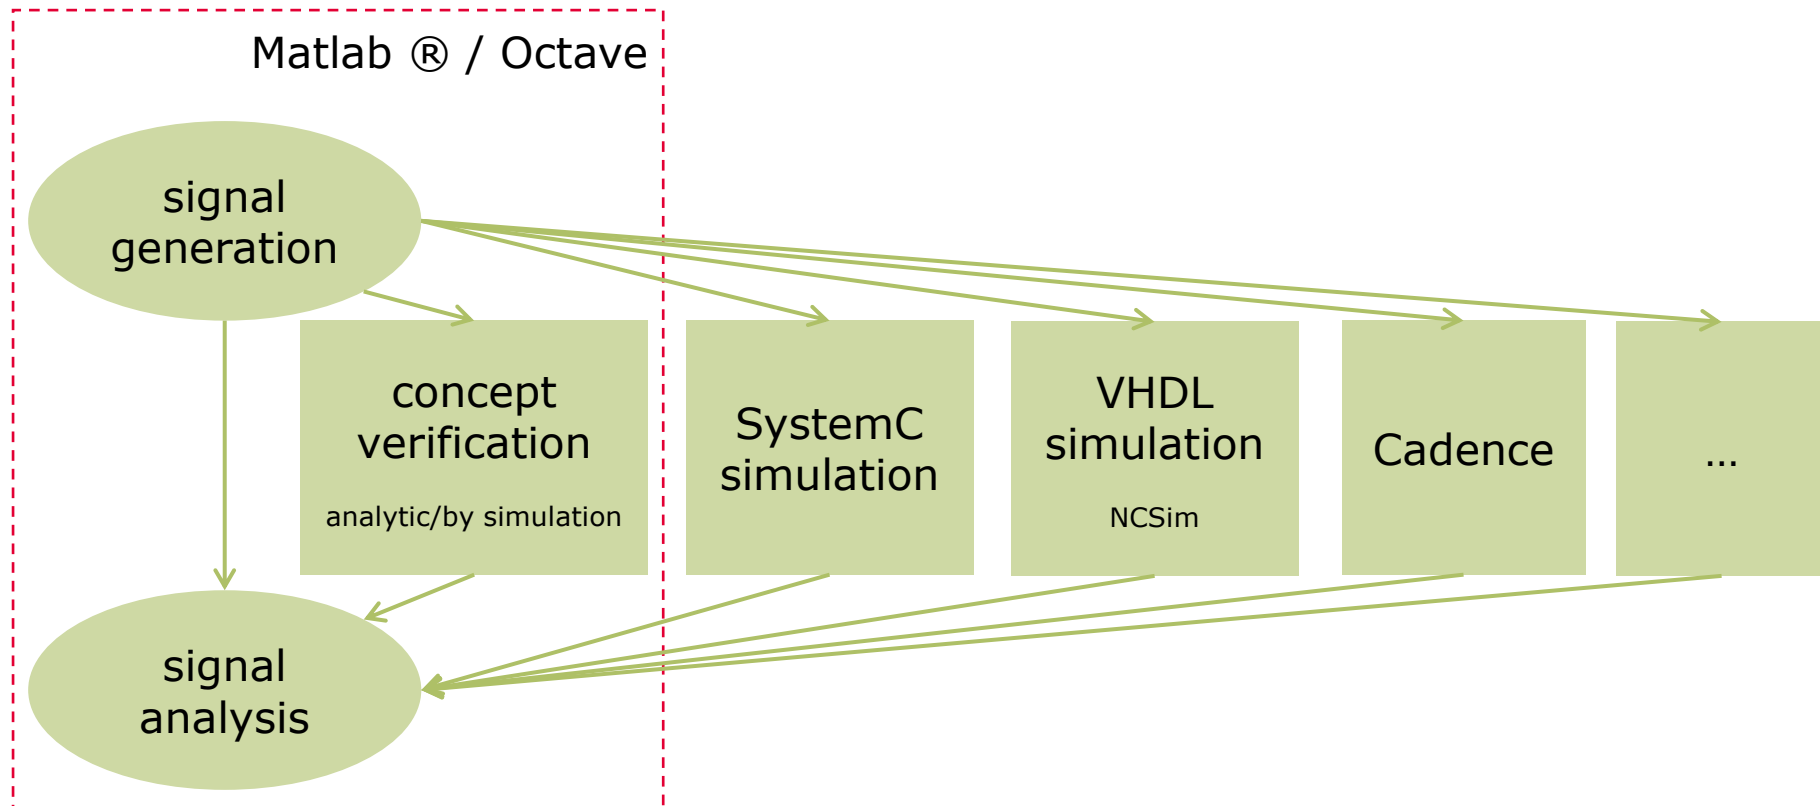 Matlab ® / Octave
signal
generation
concept
verification
analytic/by simulation
SystemC
simulation
VHDL
simulation
NCSim
Cadence
...
signal
analysis